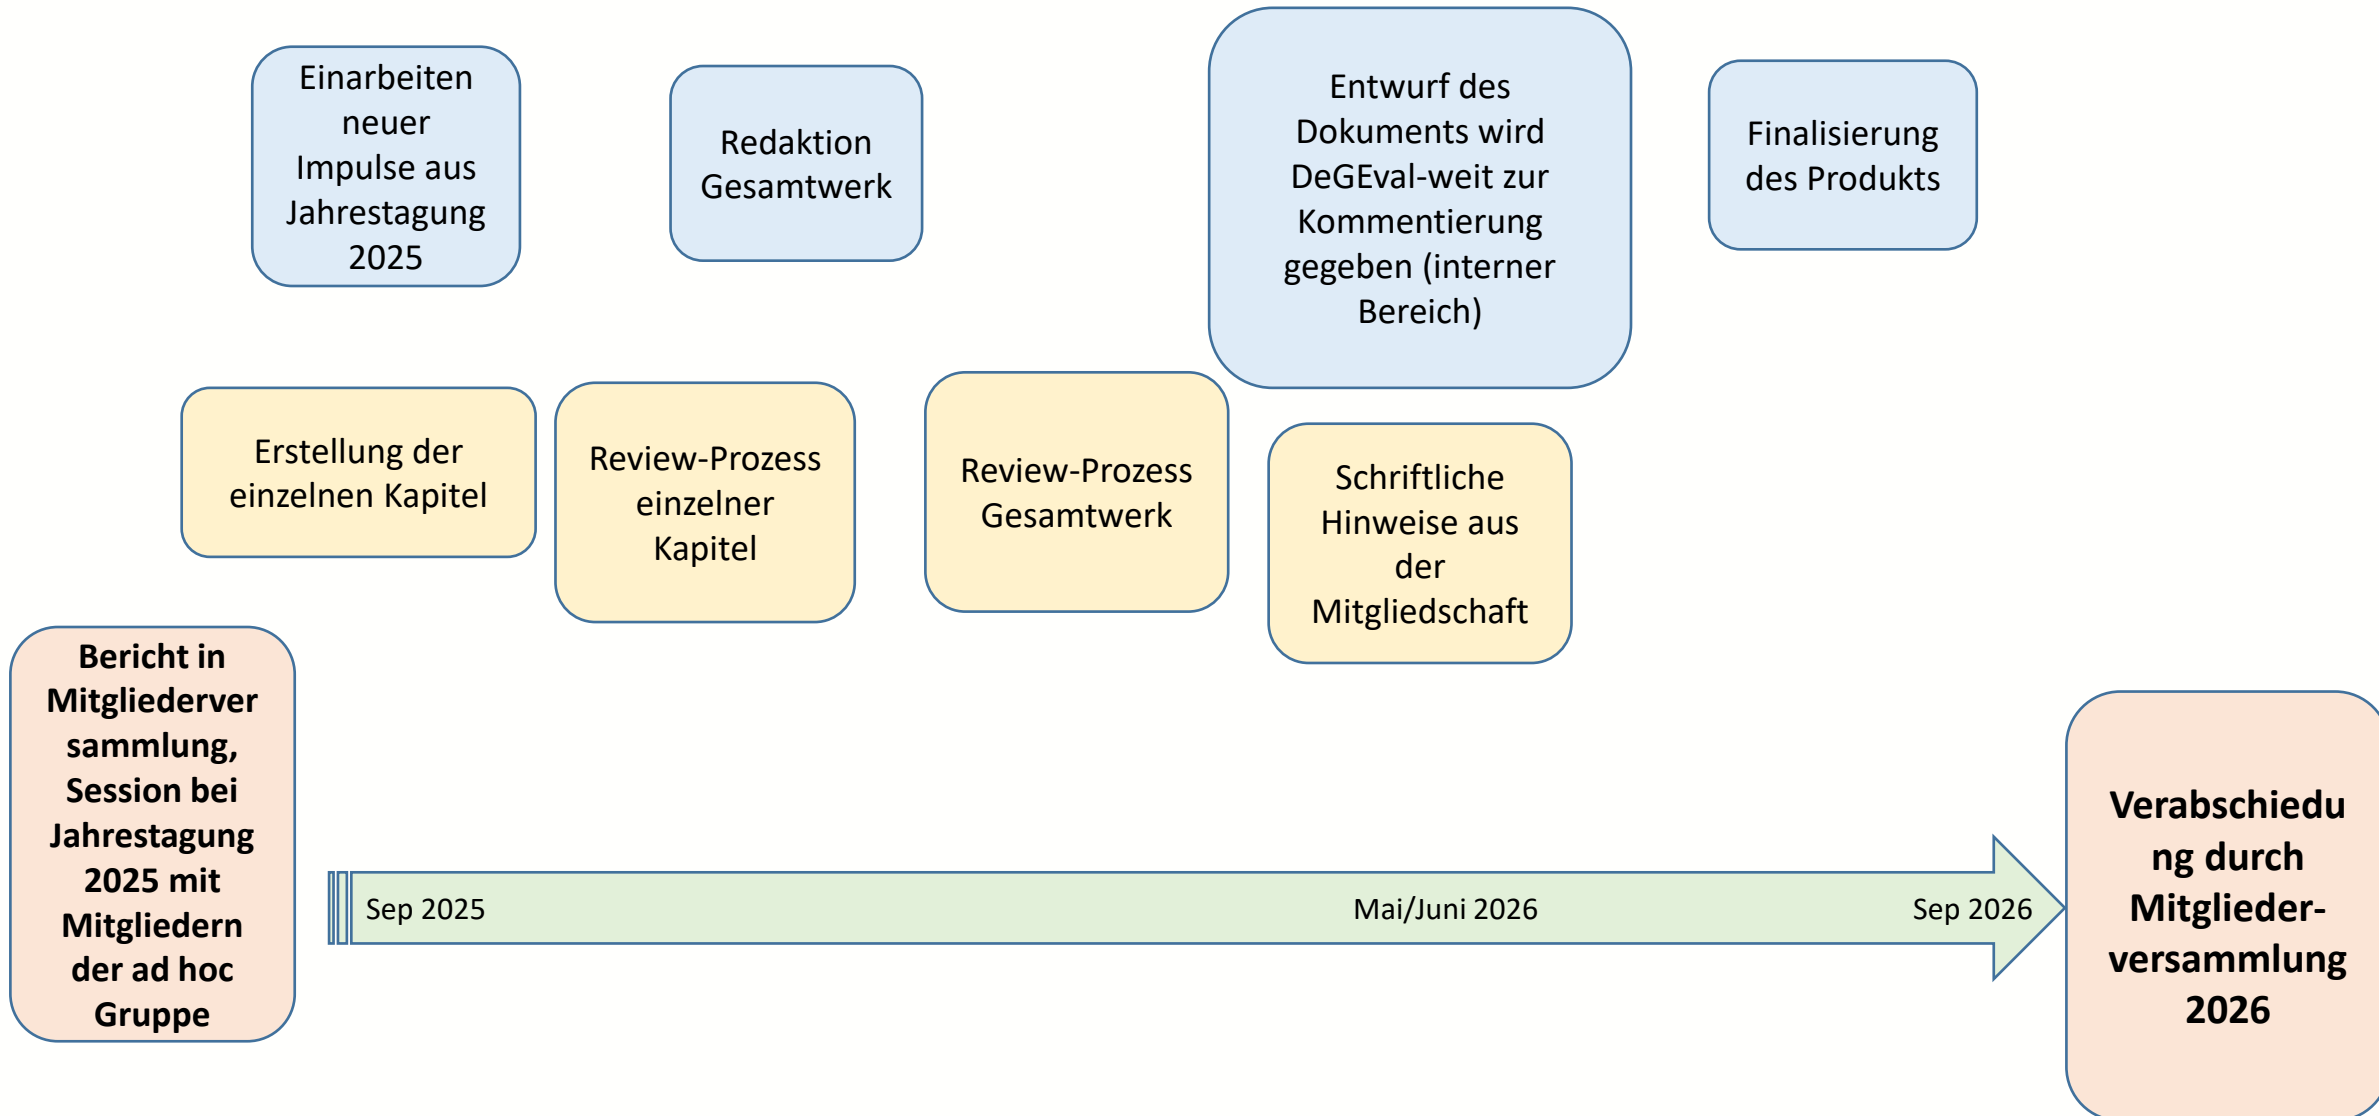 Einarbeiten
neuer
Impulse aus
Jahrestagung
2025
Redaktion
Gesamtwerk
Entwurf des
Dokuments wird
DeGEval-weit zur
Kommentierung
gegeben (interner
Bereich)
Finalisierung
des Produkts
Erstellung der
einzelnen Kapitel
Review-Prozess
einzelner
Kapitel
Review-Prozess
Gesamtwerk
Schriftliche
Hinweise aus
der
Mitgliedschaft
Bericht in
Mitgliederver
sammlung,
Session bei
Jahrestagung
2025 mit
Mitgliedern
der ad hoc
Gruppe
Sep 2025
Mai/Juni 2026
Sep 2026
Verabschiedu
ng durch
Mitglieder-
versammlung
2026